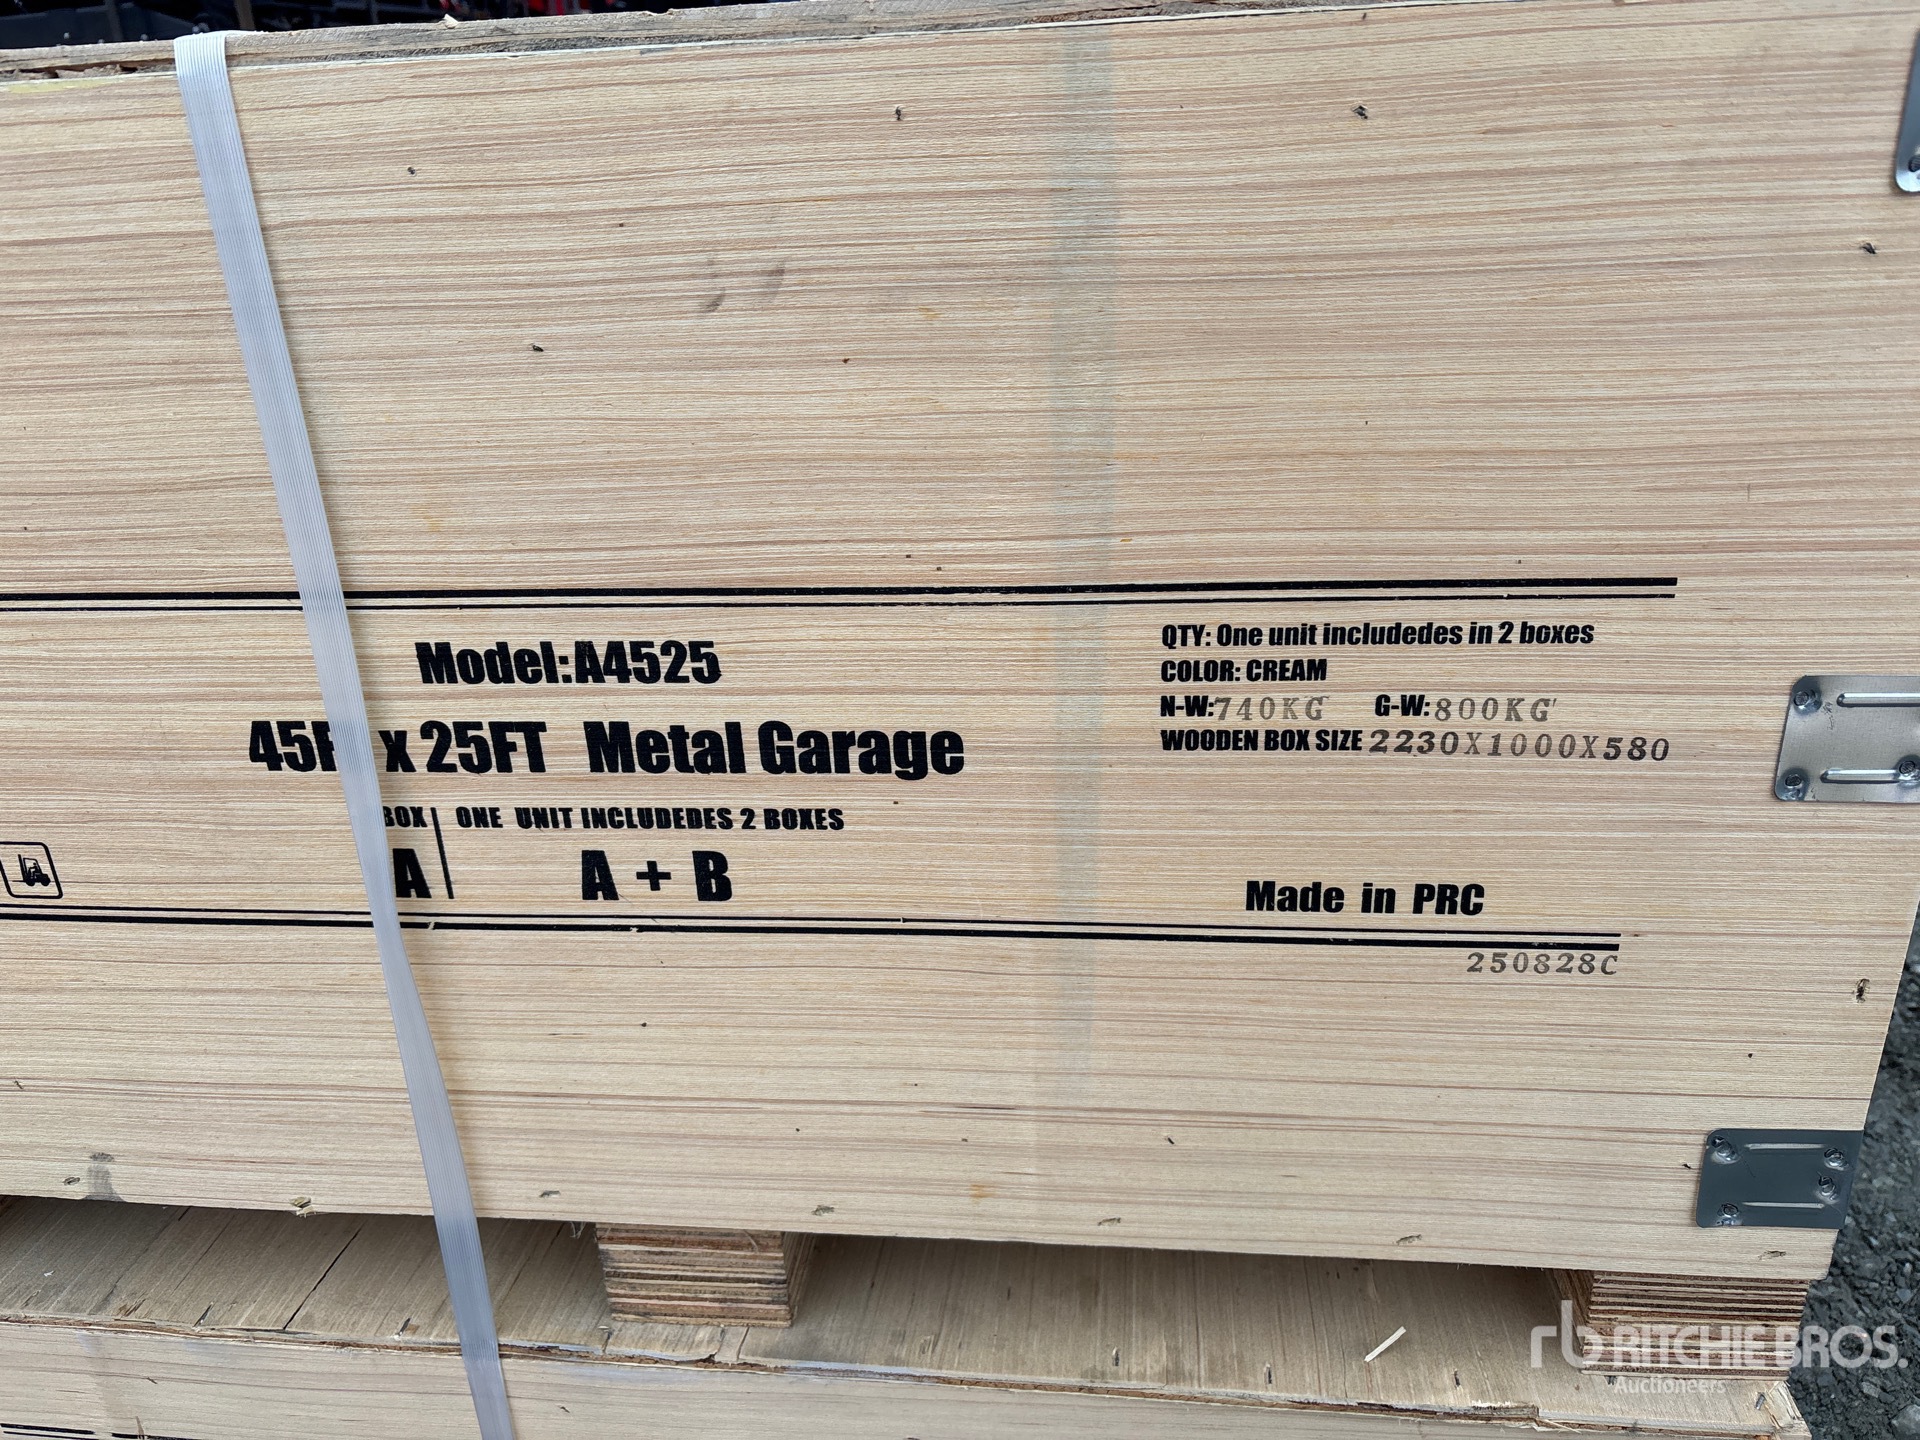 Model:A4525
45F x 25FT Metal Garage
BOX ONE UNIT INCLUDEDES 2 BOXES
A A + B
QTY: One unit includedes in 2 boxes
COLOR: CREAM
N-W:740KG G-W:800KG
WOODEN BOX SIZE 2230X1000X580
Made in PRC
250828C
rb RITCHIE BROS.
Auctioneers